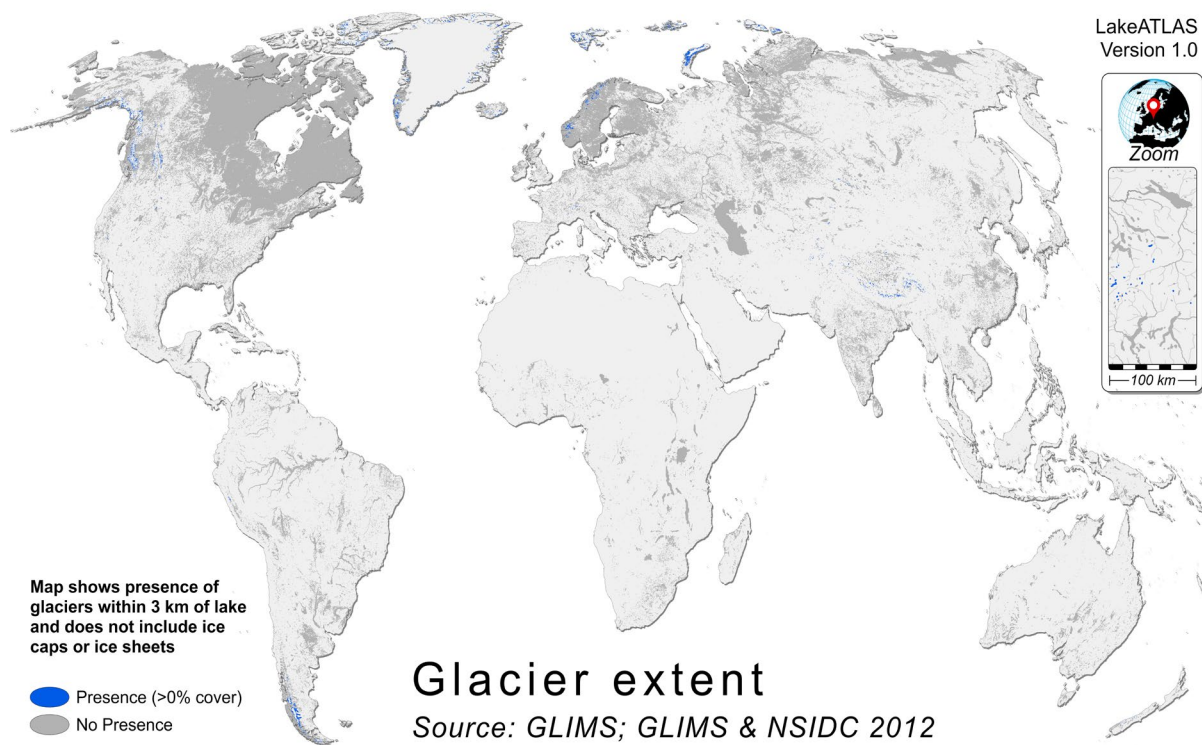 LakeATLAS
Version 1.0
Zoom
100 km
Map shows presence of
glaciers within 3 km of lake
and does not include ice
caps or ice sheets
Presence (>0% cover)
No Presence
Glacier extent
Source: GLIMS; GLIMS & NSIDC 2012